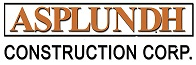 ASPLUNDH
CONSTRUCTION CORP.